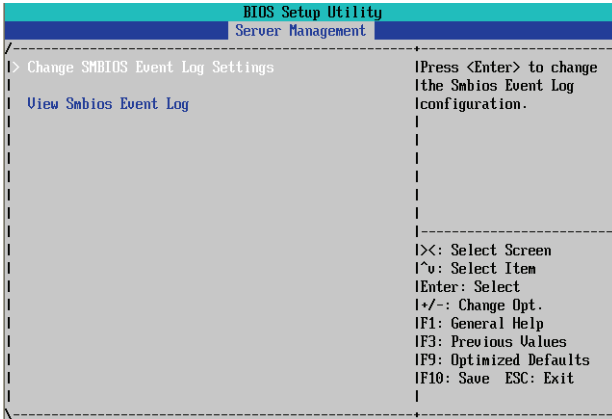 BIOS Setup Utility
Server Management
> Change SMBIOS Event Log Settings
View Smbios Event Log
Press <Enter> to change
the Smbios Event Log
configuration.
><: Select Screen
^v: Select Item
Enter: Select
+/-: Change Opt.
F1: General Help
F3: Previous Values
F9: Optimized Defaults
F10: Save ESC: Exit